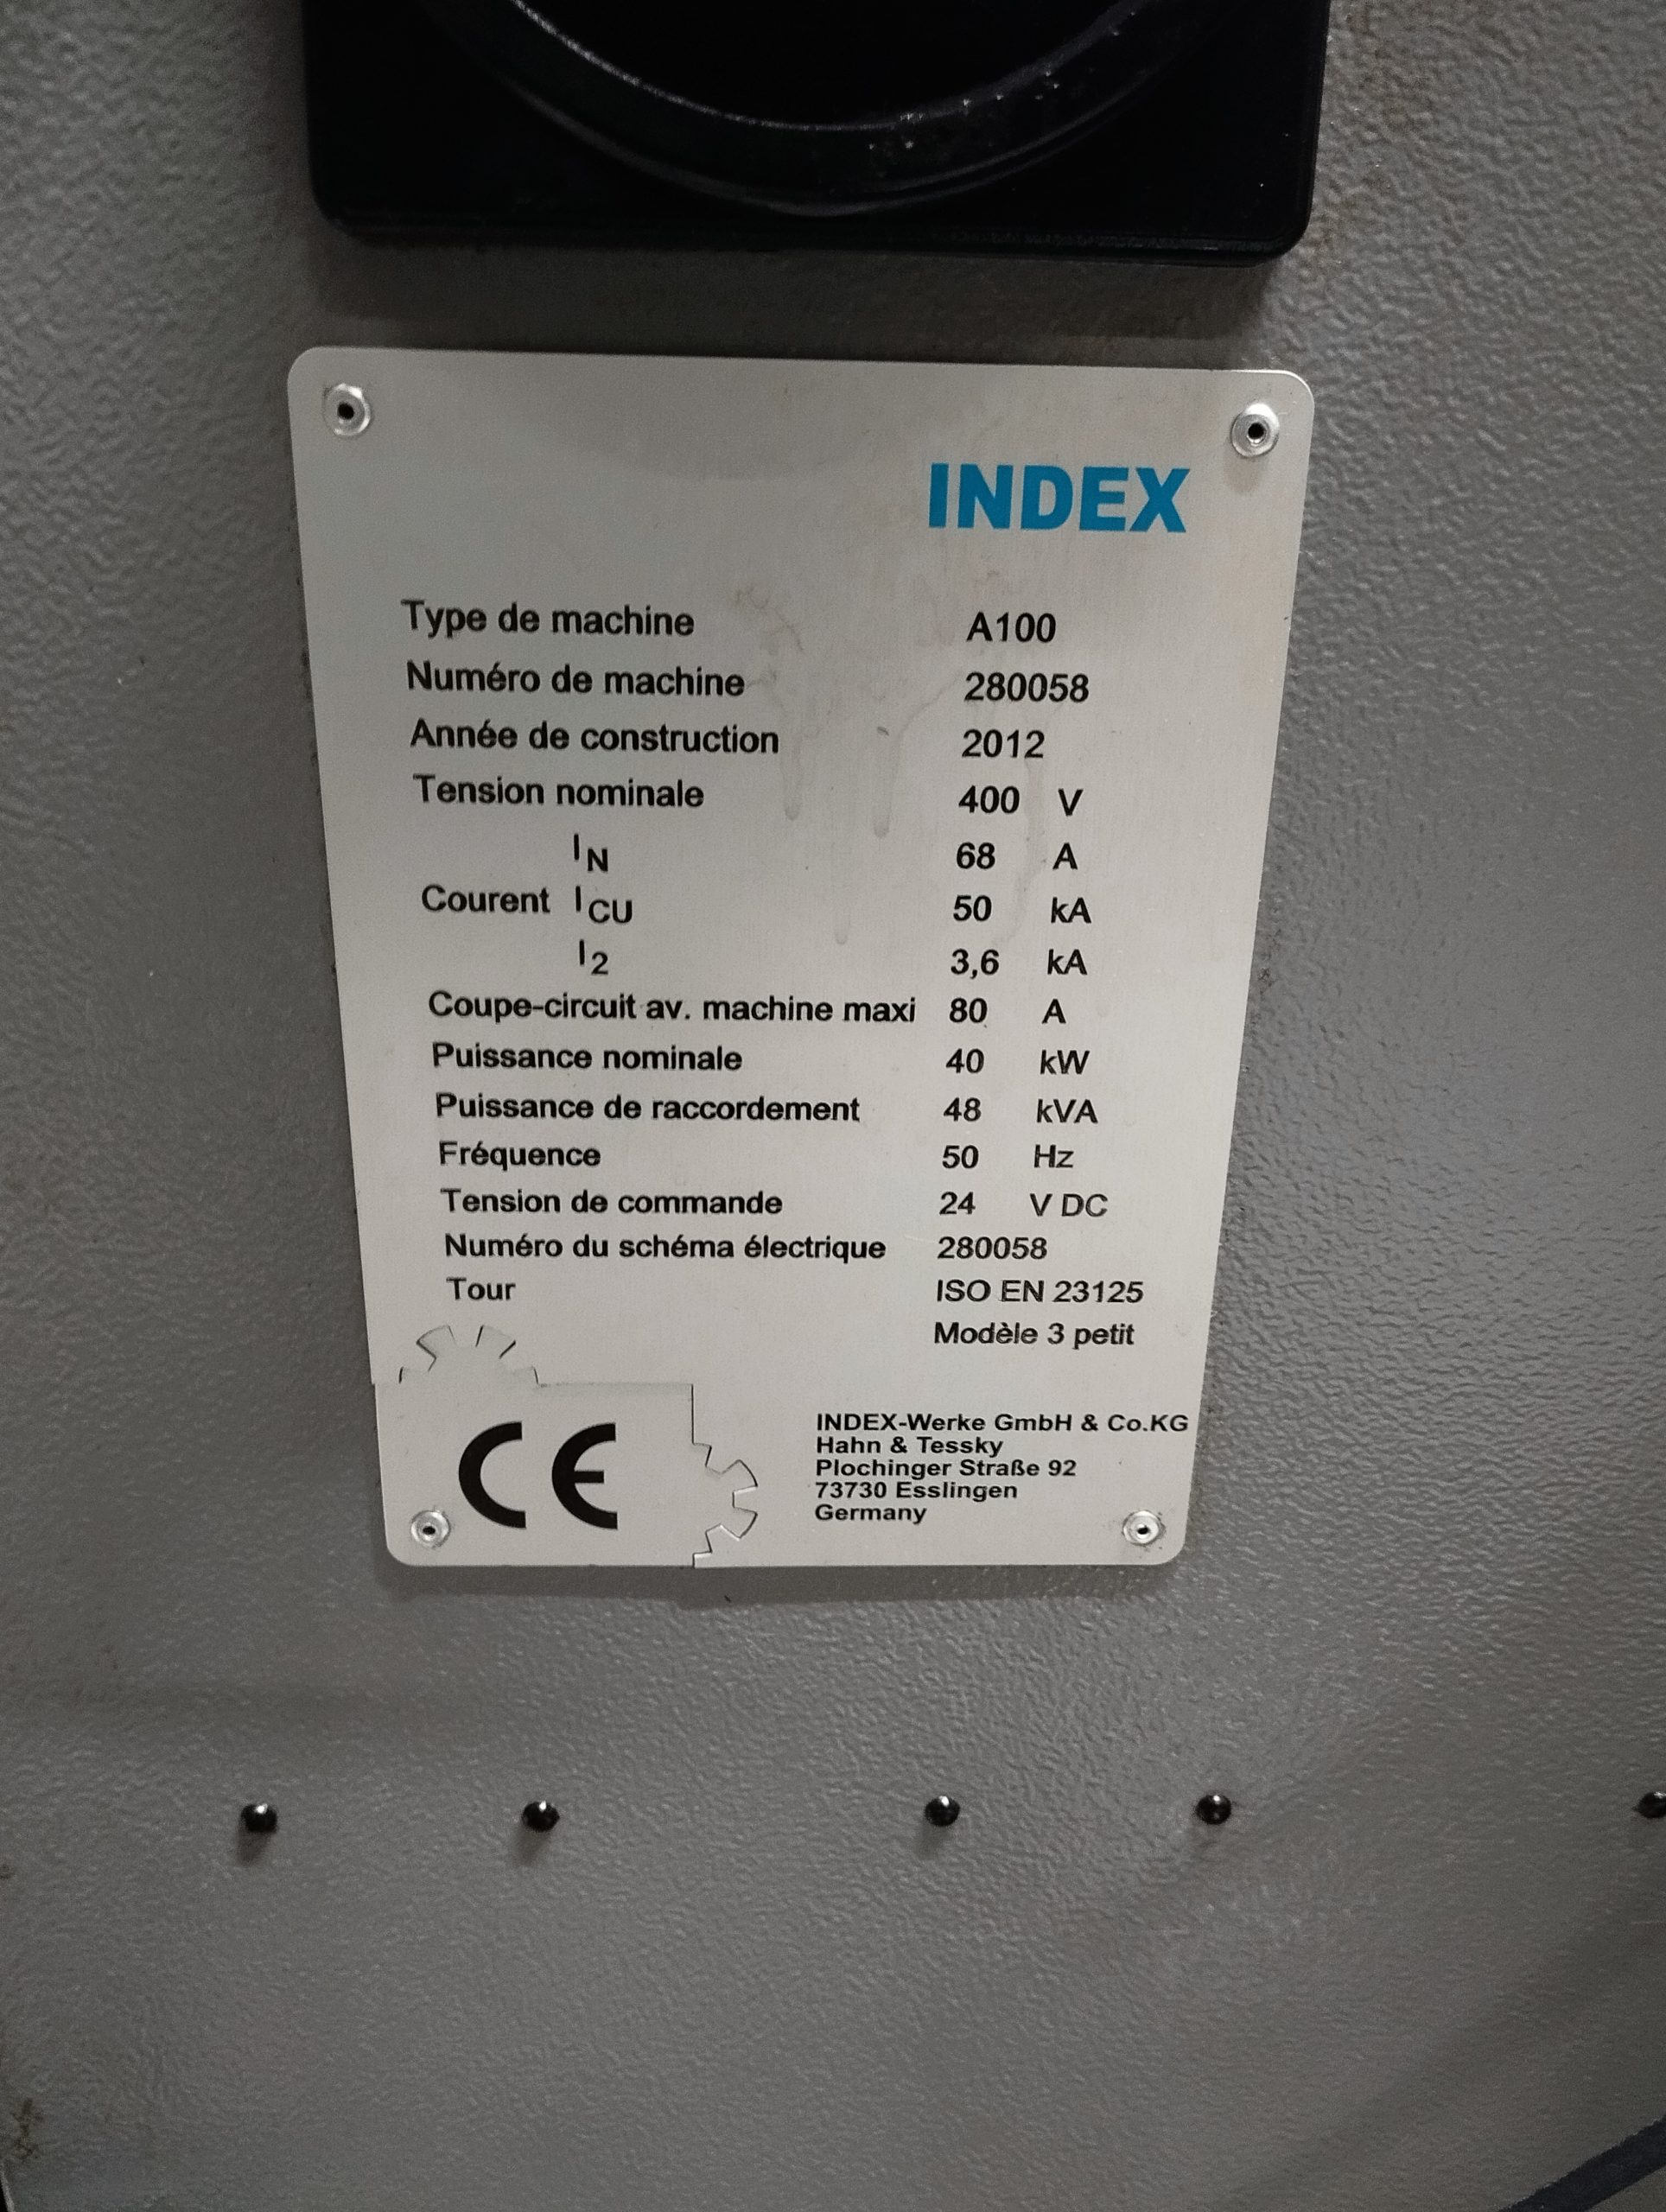 INDEX
Type de machine A100
Numéro de machine 280058
Année de construction 2012
Tension nominale 400 V
IN 68 A
Courent ICU 50 kA
I2 3,6 kA
Coupe-circuit av. machine maxi 80 A
Puissance nominale 40 kW
Puissance de raccordement 48 kVA
Fréquence 50 Hz
Tension de commande 24 V DC
Numéro du schéma électrique 280058
Tour ISO EN 23125
Modèle 3 petit
CE
INDEX-Werke GmbH & Co.KG
Hahn & Tessky
Plochinger Straße 92
73730 Esslingen
Germany